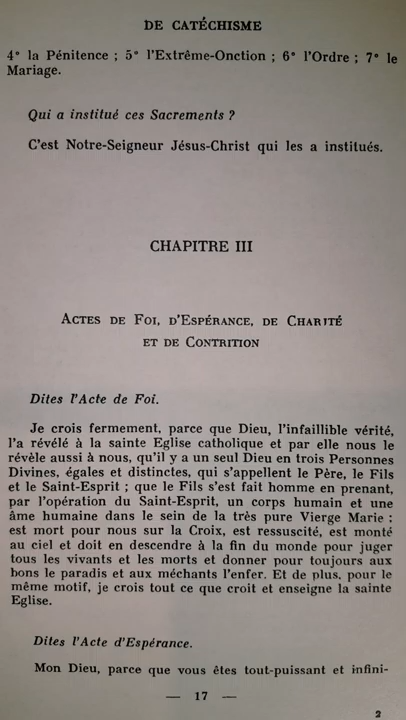 DE CATÉCHISME
4° la Pénitence ; 5° l'Extrême-Onction ; 6° l'Ordre ; 7° le
Mariage.
Qui a institué ces Sacrements ?
C'est Notre-Seigneur Jésus-Christ qui les a institués.
CHAPITRE III
ACTES DE FOI, D'ESPÉRANCE, DE CHARITÉ
ET DE CONTRITION
Dites l'Acte de Foi.
Je crois fermement, parce que Dieu, l'infaillible vérité,
l'a révélé à la sainte Eglise catholique et par elle nous le
révèle aussi à nous, qu'il y a un seul Dieu en trois Personnes
Divines, égales et distinctes, qui s'appellent le Père, le Fils
et le Saint-Esprit ; que le Fils s'est fait homme en prenant,
par l'opération du Saint-Esprit, un corps humain et une
âme humaine dans le sein de la très pure Vierge Marie :
est mort pour nous sur la Croix, est ressuscité, est monté
au ciel et doit en descendre à la fin du monde pour juger
tous les vivants et les morts et donner pour toujours aux
bons le paradis et aux méchants l'enfer. Et de plus, pour le
même motif, je crois tout ce que croit et enseigne la sainte
Eglise.
Dites l'Acte d'Espérance.
Mon Dieu, parce que vous êtes tout-puissant et infini-
— 17 —
2